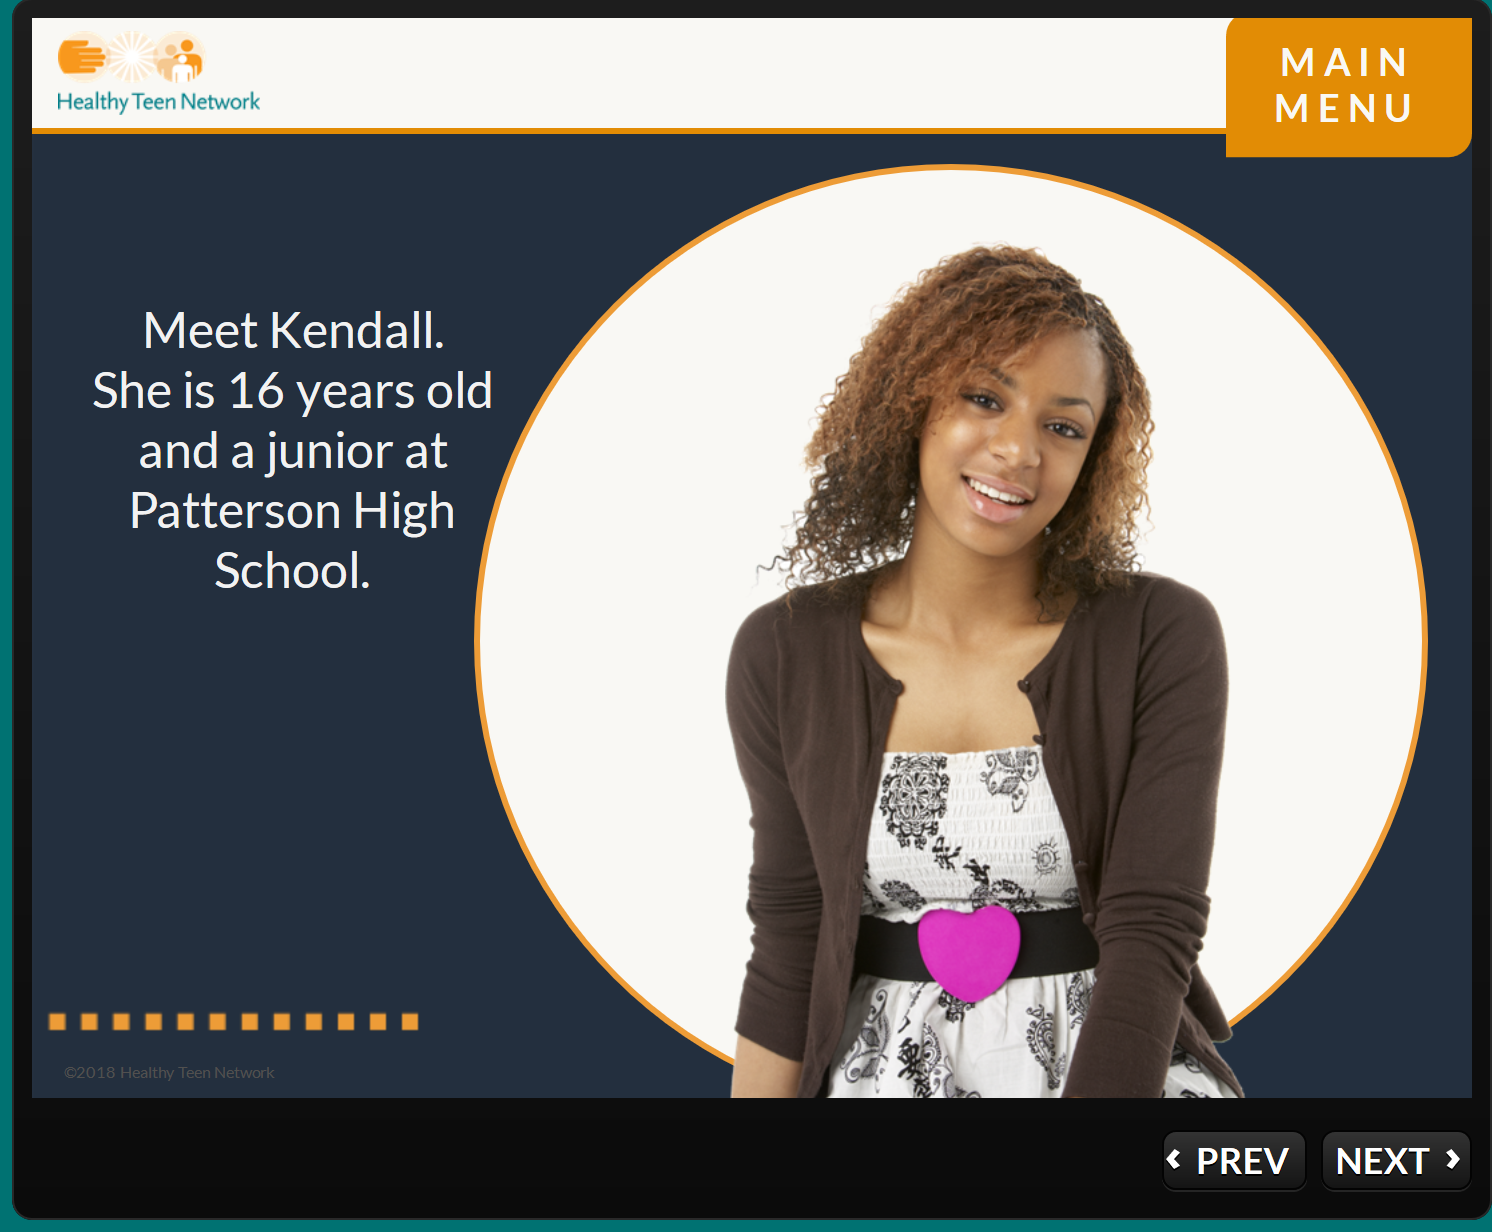 Healthy Teen Network
MAIN
MENU
Meet Kendall.
She is 16 years old
and a junior at
Patterson High
School.
©2018 Healthy Teen Network
PREV
NEXT